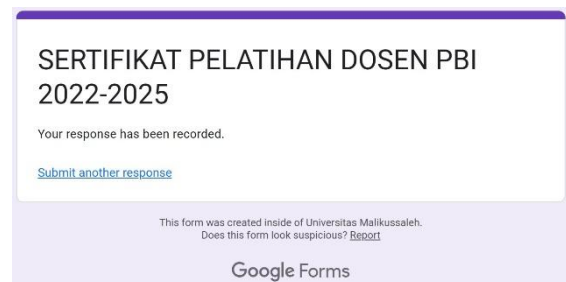 SERTIFIKAT PELATIHAN DOSEN PBI
2022-2025
Your response has been recorded.
Submit another response
This form was created inside of Universitas Malikussaleh.
Does this form look suspicious? Report
Google Forms